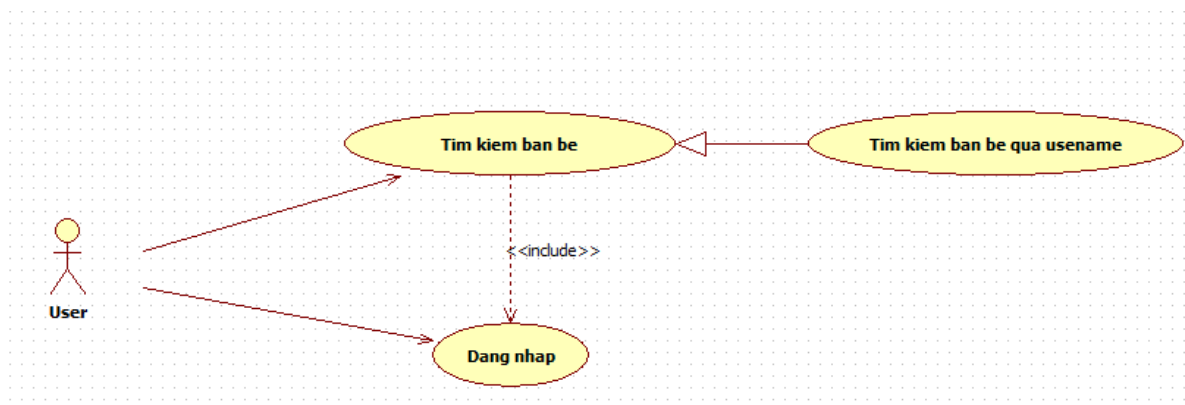 Tim kiem ban be
Tim kiem ban be qua usename
<<include>>
User
Dang nhap